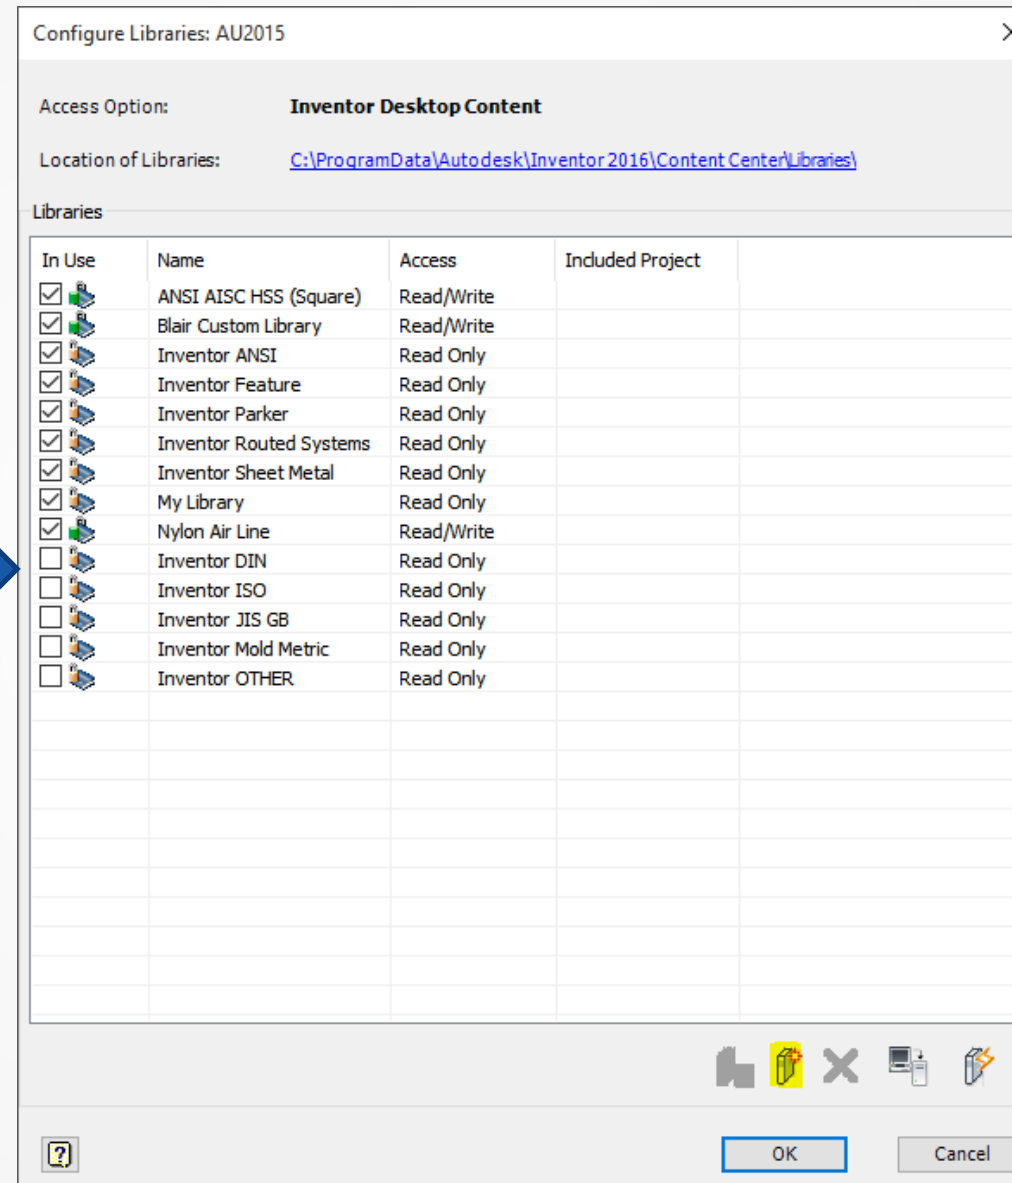 Configure Libraries: AU2015
Access Option: Inventor Desktop Content
Location of Libraries: C:\ProgramData\Autodesk\Inventor 2016\Content Center\Libraries\
Libraries
In Use Name Access Included Project
ANSI AISC HSS (Square) Read/Write
Blair Custom Library Read/Write
Inventor ANSI Read Only
Inventor Feature Read Only
Inventor Parker Read Only
Inventor Routed Systems Read Only
Inventor Sheet Metal Read Only
My Library Read Only
Nylon Air Line Read/Write
Inventor DIN Read Only
Inventor ISO Read Only
Inventor JIS GB Read Only
Inventor Mold Metric Read Only
Inventor OTHER Read Only
? OK Cancel